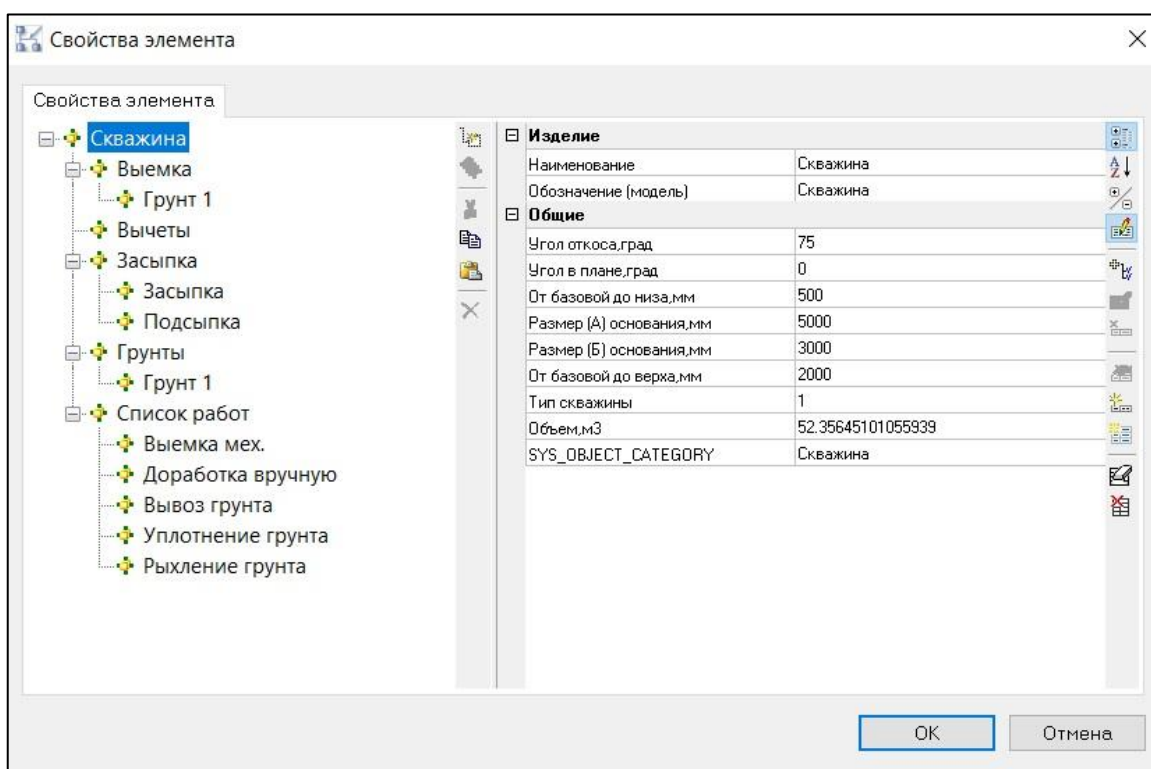 Свойства элемента
Свойства элемента
Скважина
Выемка
Грунт 1
Вычеты
Засыпка
Засыпка
Подсыпка
Грунты
Грунт 1
Список работ
Выемка мех.
Доработка вручную
Вывоз грунта
Уплотнение грунта
Рыхление грунта
Изделие
Наименование Скважина
Обозначение (модель) Скважина
Общие
Угол откоса,град 75
Угол в плане,град 0
От базовой до низа,мм 500
Размер (А) основания,мм 5000
Размер (Б) основания,мм 3000
От базовой до верха,мм 2000
Тип скважины 1
Объем,м3 52.35645101055939
SYS_OBJECT_CATEGORY Скважина
OK Отмена